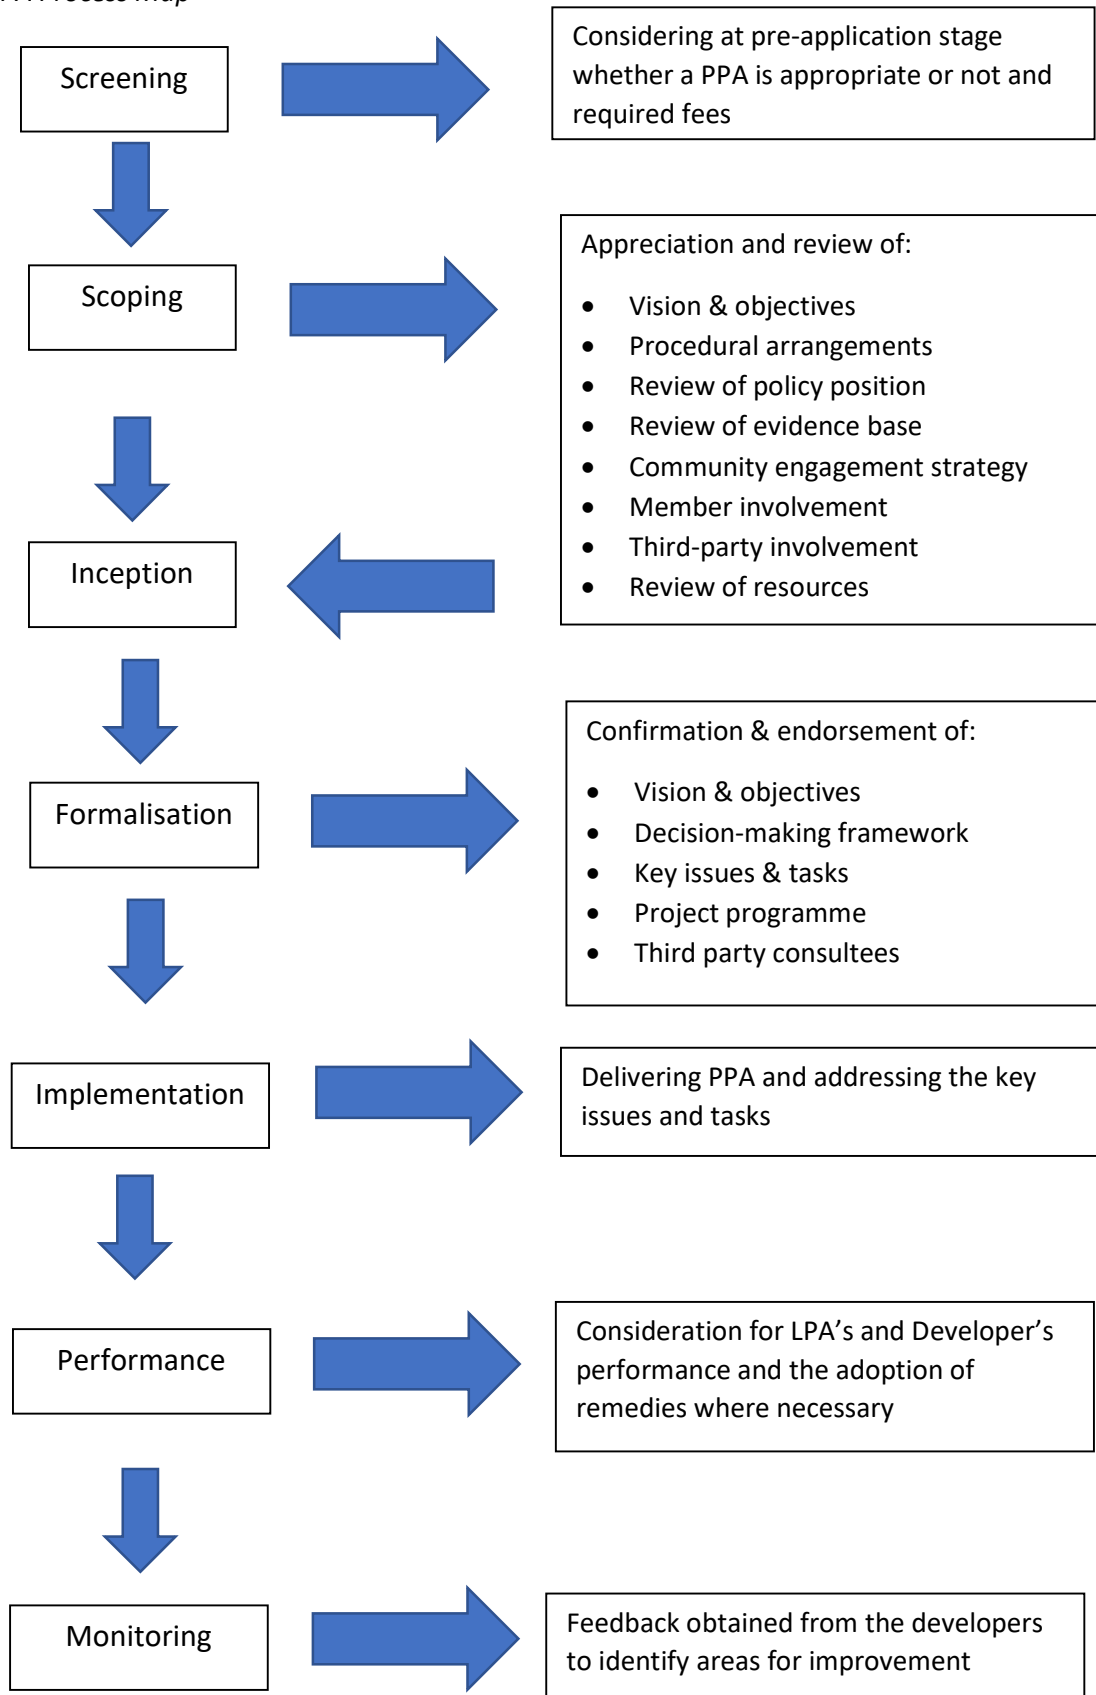 Screening
Considering at pre-application stage
whether a PPA is appropriate or not and
required fees
Scoping
Appreciation and review of:
• Vision & objectives
• Procedural arrangements
• Review of policy position
• Review of evidence base
• Community engagement strategy
• Member involvement
• Third-party involvement
• Review of resources
Inception
Formalisation
Confirmation & endorsement of:
• Vision & objectives
• Decision-making framework
• Key issues & tasks
• Project programme
• Third party consultees
Implementation
Delivering PPA and addressing the key
issues and tasks
Performance
Consideration for LPA’s and Developer’s
performance and the adoption of
remedies where necessary
Monitoring
Feedback obtained from the developers
to identify areas for improvement